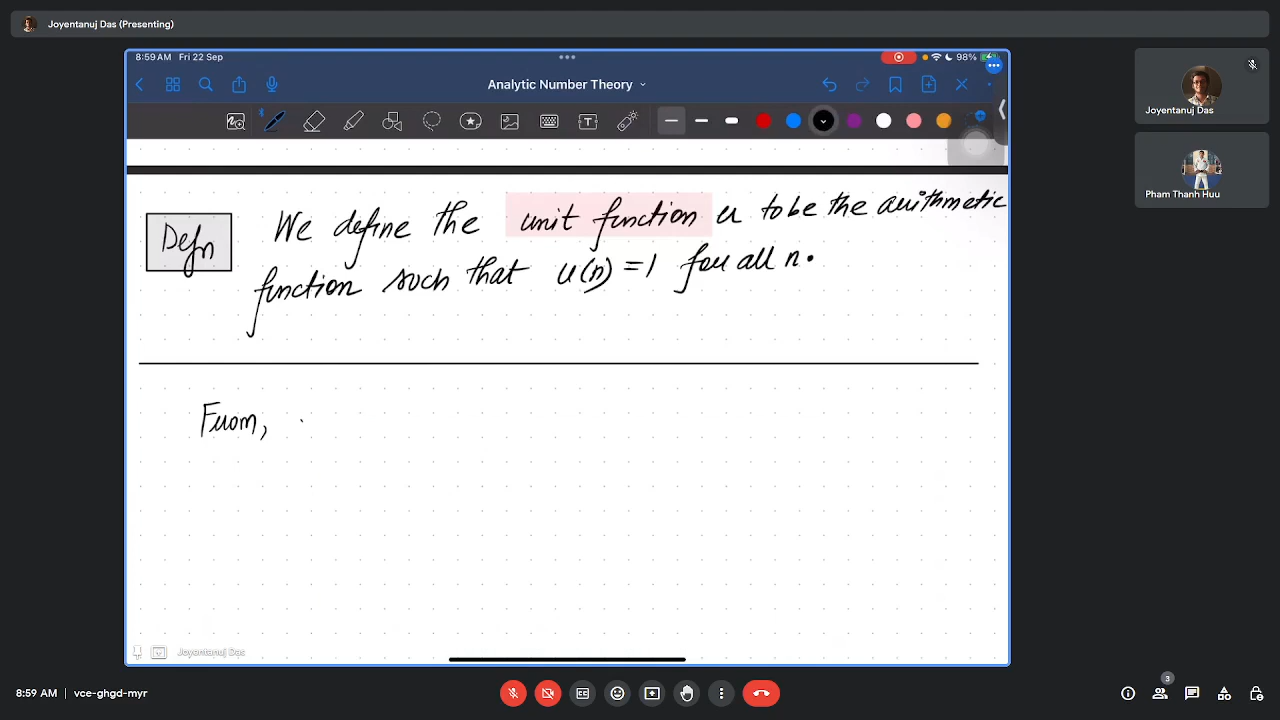 Joyentanuj Das (Presenting)
8:59 AM Fri 22 Sep
98%
Analytic Number Theory
Joyentanuj Das
Pham Thanh Huu
Defn
We define the unit function u to be the arithmetic
function such that u(n) = 1 for all n.
From,
Joyentanuj Das
8:59 AM | vce-ghgd-myr
3